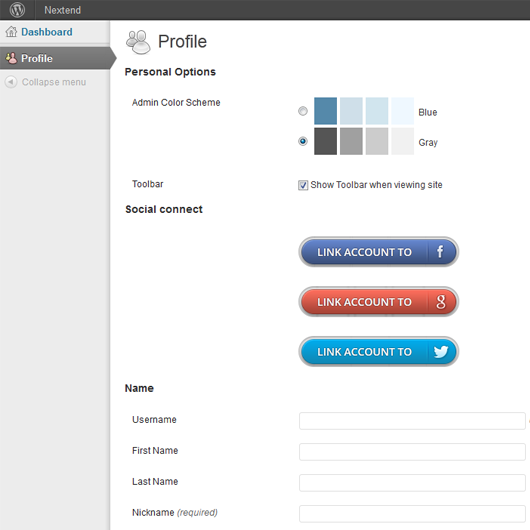 Nextend
Dashboard
Profile
Collapse menu
Profile
Personal Options
Admin Color Scheme
Blue
Gray
Toolbar
Show Toolbar when viewing site
Social connect
LINK ACCOUNT TO f
LINK ACCOUNT TO g
LINK ACCOUNT TO
Name
Username
First Name
Last Name
Nickname (required)